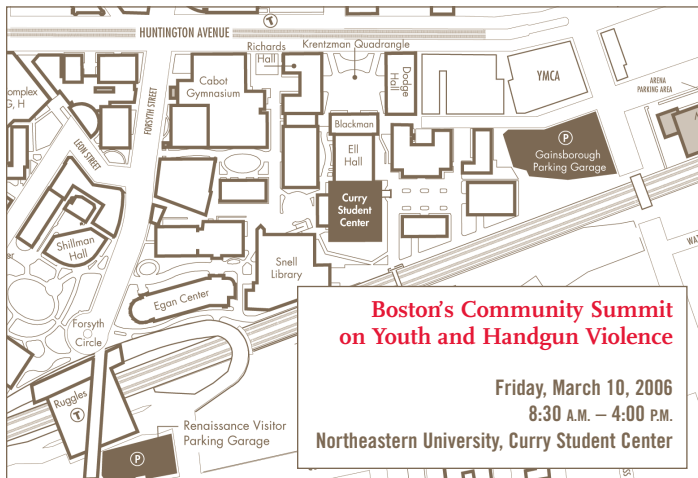 T
HUNTINGTON AVENUE
Richards
Hall
Krentzman Quadrangle
Cabot
Gymnasium
Dodge
Hall
YMCA
ARENA
PARKING AREA
G, H
FORSYTH STREET
LEON STREET
Blackman
Ell
Hall
P
Gainsborough
Parking Garage
Curry
Student
Center
Shillman
Hall
Snell
Library
Egan Center
Forsyth
Circle
Ruggles
T
Renaissance Visitor
Parking Garage
P
Boston's Community Summit
on Youth and Handgun Violence
Friday, March 10, 2006
8:30 A.M. – 4:00 P.M.
Northeastern University, Curry Student Center